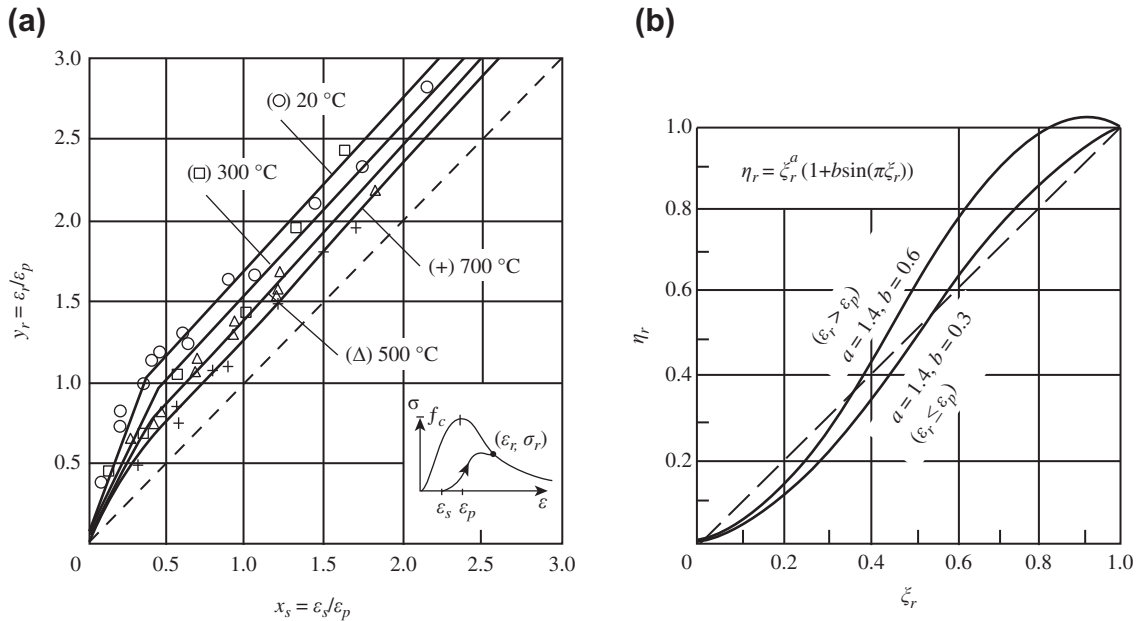 (a)
3.0
2.5
2.0
1.5
1.0
0.5
0
0.5
1.0
1.5
2.0
2.5
3.0
y_r = ε_r/ε_p
x_s = ε_s/ε_p
(○) 20 °C
(□) 300 °C
(+) 700 °C
(Δ) 500 °C
σ
f_c
(ε_r, σ_r)
ε_s
ε_p
ε
(b)
1.0
0.8
0.6
0.4
0.2
0
0.2
0.4
0.6
0.8
1.0
η_r
ξ_r
η_r = ξ_r^a (1+bsin(πξ_r))
(ε_r > ε_p)
a = 1.4, b = 0.6
a = 1.4, b = 0.3
(ε_r ≤ ε_p)